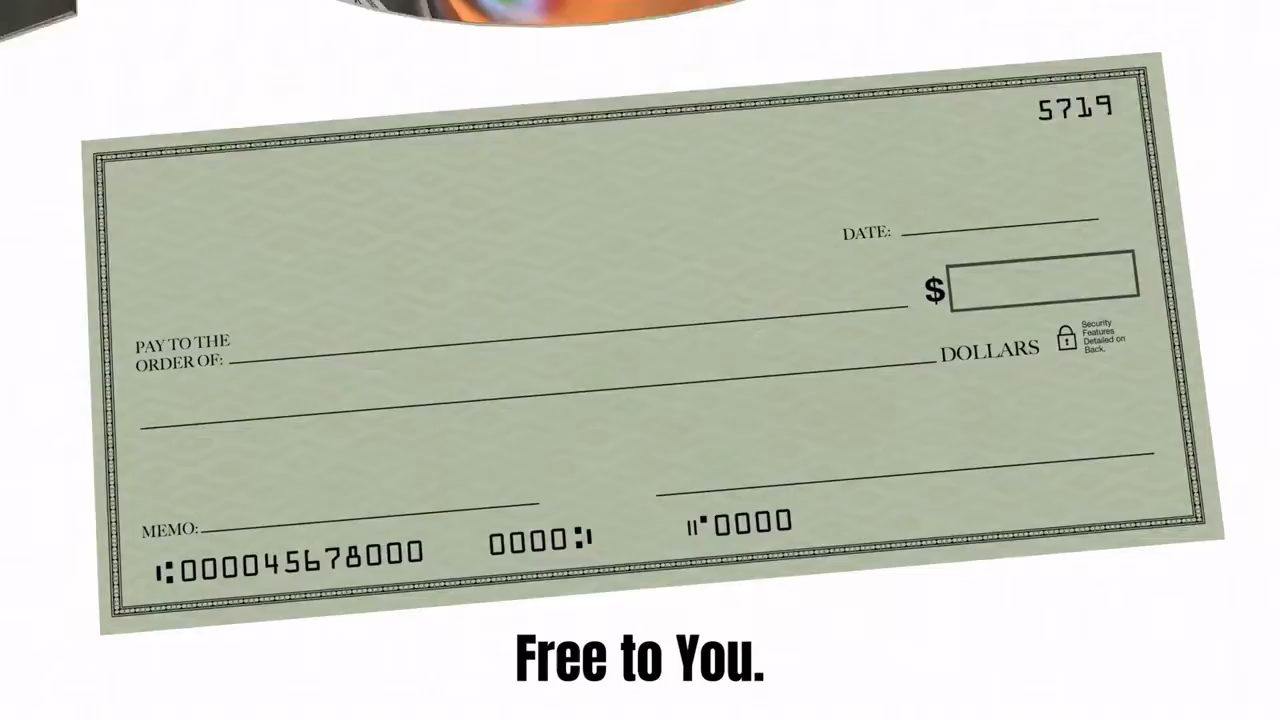 5719
DATE:
$
PAY TO THE
ORDER OF:
DOLLARS
Security
Features
Detailed on
Back.
MEMO:
⑆000045678000 0000⑆ ⑈0000
Free to You.